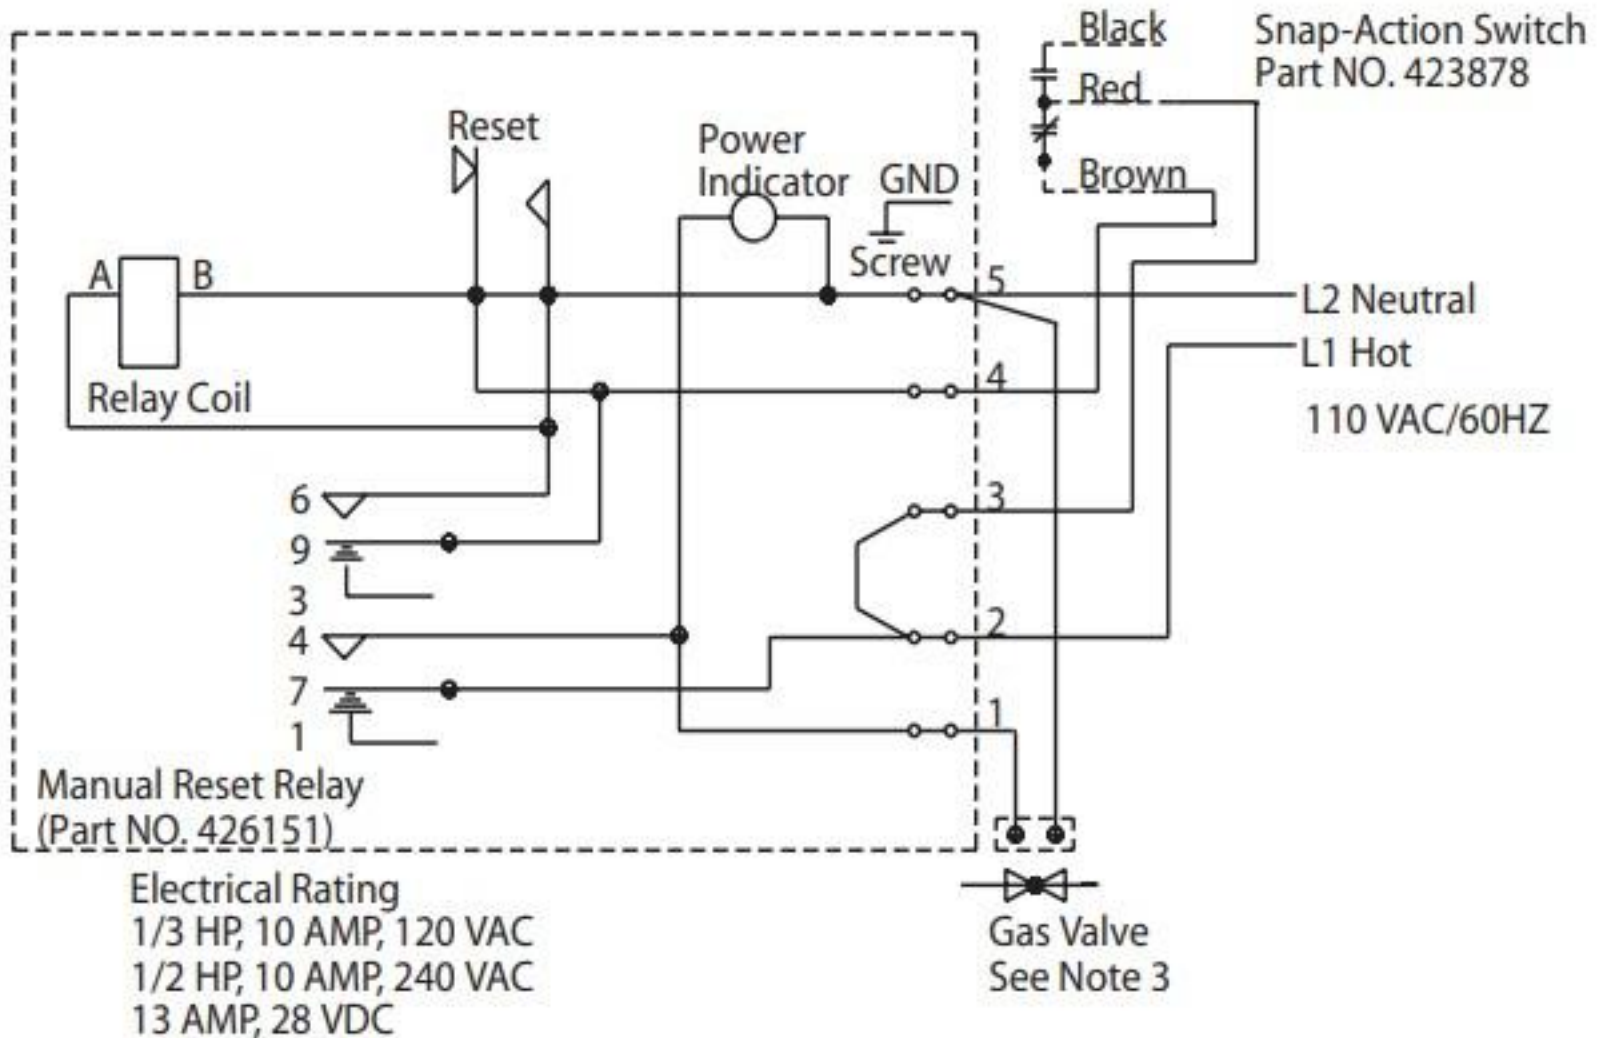 Black
Snap-Action Switch
Part NO. 423878
Red
Reset
Power
Indicator
GND
Brown
Screw
A
B
5
L2 Neutral
L1 Hot
4
Relay Coil
110 VAC/60HZ
6
3
9
3
4
2
7
1
1
Manual Reset Relay
(Part NO. 426151)
Electrical Rating
1/3 HP, 10 AMP, 120 VAC
1/2 HP, 10 AMP, 240 VAC
13 AMP, 28 VDC
Gas Valve
See Note 3